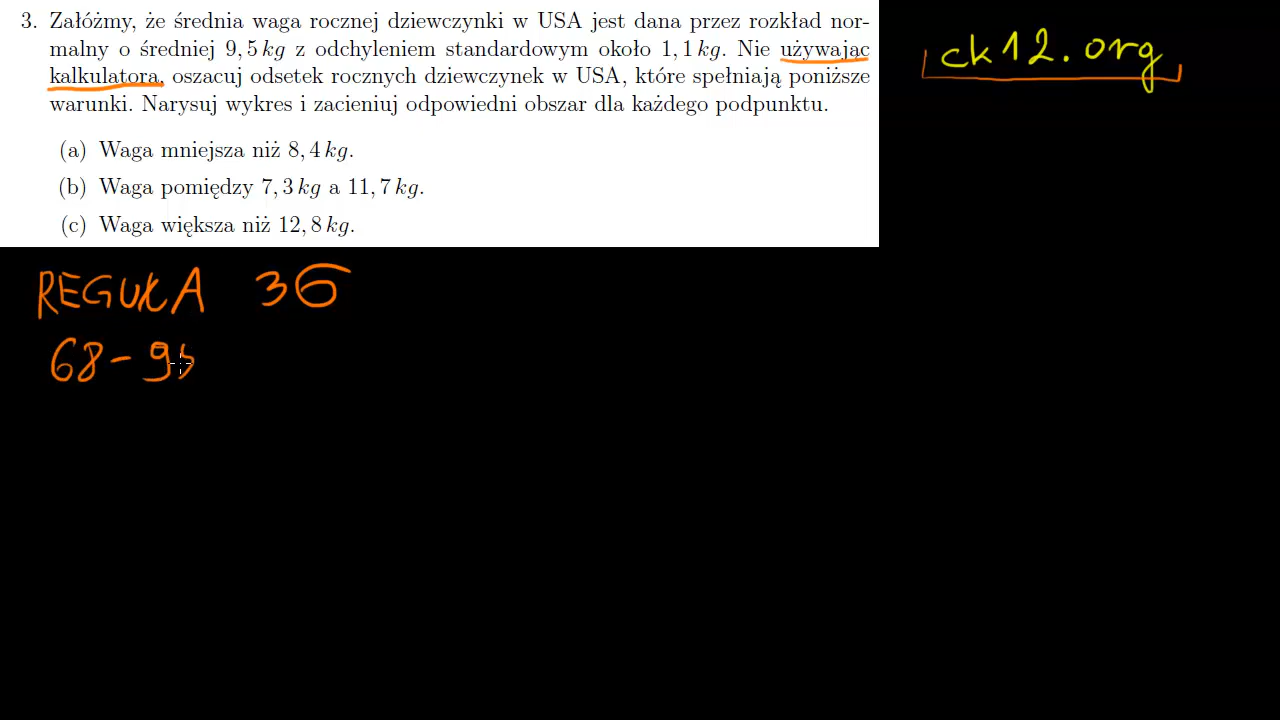 3. Załóżmy, że średnia waga rocznej dziewczynki w USA jest dana przez rozkład nor-
malny o średniej 9, 5 kg z odchyleniem standardowym około 1, 1 kg. Nie używając
kalkulatora, oszacuj odsetek rocznych dziewczynek w USA, które spełniają poniższe
warunki. Narysuj wykres i zacieniuj odpowiedni obszar dla każdego podpunktu.
(a) Waga mniejsza niż 8, 4 kg.
(b) Waga pomiędzy 7, 3 kg a 11, 7 kg.
(c) Waga większa niż 12, 8 kg.
ck12.org
REGUŁA 3σ
68-95